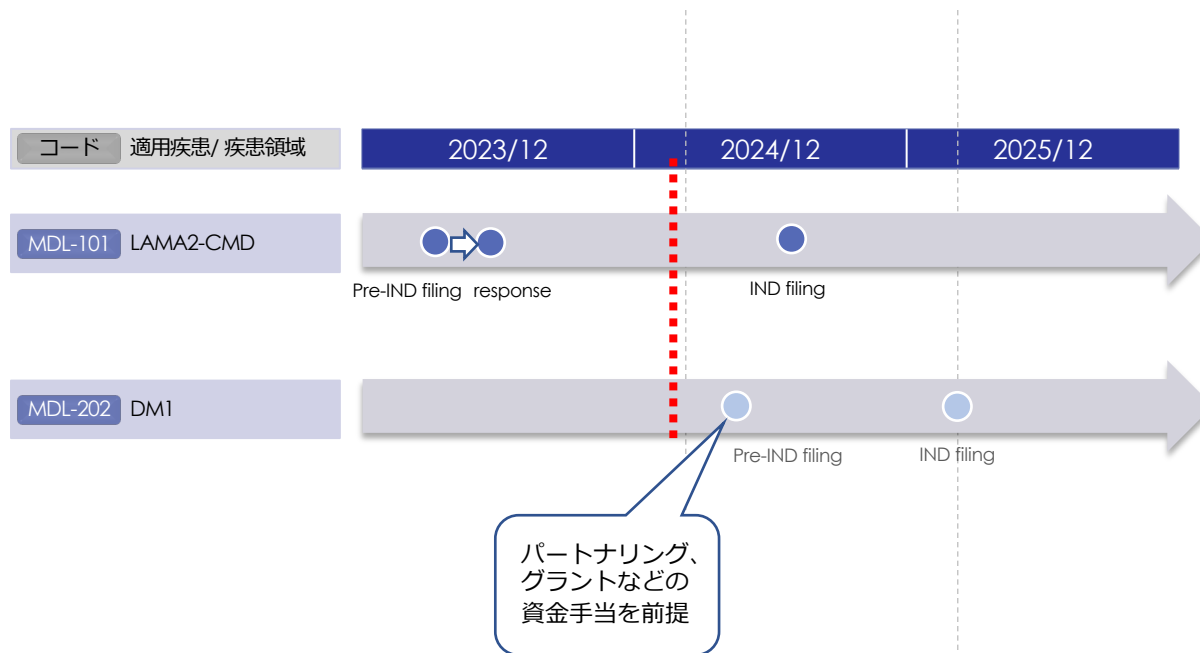 コード 適用疾患/ 疾患領域 2023/12 2024/12 2025/12
MDL-101 LAMA2-CMD
Pre-IND filing response IND filing
MDL-202 DM1
Pre-IND filing IND filing
パートナリング、
グラントなどの
資金手当を前提